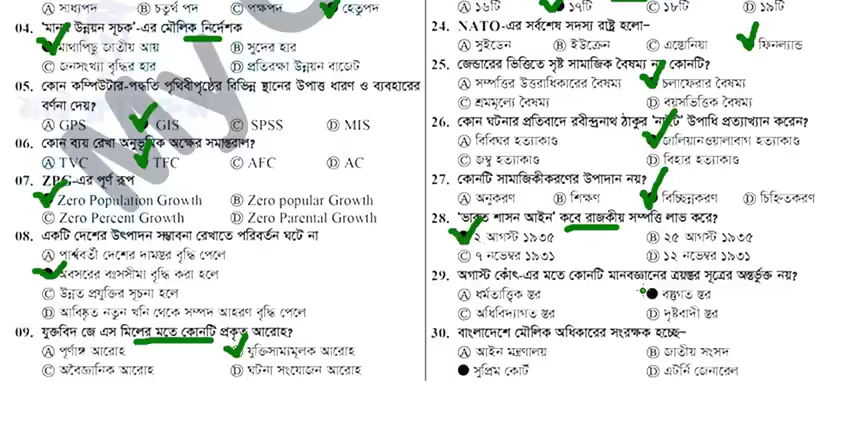 Ⓐ সাধ্যপদ Ⓑ চতুর্থ পদ Ⓒ পক্ষপদ হেতুপদ
04. 'মানব উন্নয়ন সূচক'-এর মৌলিক নির্দেশক
মাথাপিছু জাতীয় আয় Ⓑ সুদের হার
Ⓒ জনসংখ্যা বৃদ্ধির হার Ⓓ প্রতিরক্ষা উন্নয়ন বাজেট
05. কোন কম্পিউটার-পদ্ধতি পৃথিবীপৃষ্ঠের বিভিন্ন স্থানের উপাত্ত ধারণ ও ব্যবহারের
বর্ণনা দেয়?
Ⓐ GPS GIS Ⓒ SPSS Ⓓ MIS
06. কোন ব্যয় রেখা অনুভূমিক অক্ষের সমান্তরাল?
Ⓐ TVC TFC Ⓒ AFC Ⓓ AC
07. ZPG-এর পূর্ণ রূপ
Zero Population Growth Ⓑ Zero popular Growth
Ⓒ Zero Percent Growth Ⓓ Zero Parental Growth
08. একটি দেশের উৎপাদন সম্ভাবনা রেখাতে পরিবর্তন ঘটে না
Ⓐ পার্শ্ববর্তী দেশের দামস্তর বৃদ্ধি পেলে
অবসরের বয়সসীমা বৃদ্ধি করা হলে
Ⓒ উন্নত প্রযুক্তির সূচনা হলে
Ⓓ আবিষ্কৃত নতুন খনি থেকে সম্পদ আহরণ বৃদ্ধি পেলে
09. যুক্তবিদ জে এস মিলের মতে কোনটি প্রকৃত আরোহ?
Ⓐ পূর্ণাঙ্গ আরোহ যুক্তিসাম্যমূলক আরোহ
Ⓒ অবৈজ্ঞানিক আরোহ Ⓓ ঘটনা সংযোজন আরোহ
Ⓐ ১৬টি ১৭টি Ⓒ ১৮টি Ⓓ ১৯টি
24. NATO-এর সর্বশেষ সদস্য রাষ্ট্র হলো–
Ⓐ সুইডেন Ⓑ ইউক্রেন Ⓒ এস্তোনিয়া ফিনল্যান্ড
25. জেন্ডারের ভিত্তিতে সৃষ্ট সামাজিক বৈষম্য নয় কোনটি?
Ⓐ সম্পত্তির উত্তরাধিকারের বৈষম্য চলাফেরার বৈষম্য
Ⓒ শ্রমমূল্যে বৈষম্য Ⓓ বয়সভিত্তিক বৈষম্য
26. কোন ঘটনার প্রতিবাদে রবীন্দ্রনাথ ঠাকুর 'নাইট' উপাধি প্রত্যাখ্যান করেন?
Ⓐ বিবিঘর হত্যাকাণ্ড জালিয়ানওয়ালাবাগ হত্যাকাণ্ড
Ⓒ জম্মু হত্যাকাণ্ড Ⓓ বিহার হত্যাকাণ্ড
27. কোনটি সামাজিকীকরণের উপাদান নয়?
Ⓐ অনুকরণ Ⓑ শিক্ষণ বিচ্ছিন্নকরণ Ⓓ চিহ্নিতকরণ
28. 'ভারত শাসন আইন' কবে রাজকীয় সম্পত্তি লাভ করে?
২ আগস্ট ১৯৩৫ Ⓑ ২৫ আগস্ট ১৯৩৫
Ⓒ ৭ নভেম্বর ১৯৩১ Ⓓ ১২ নভেম্বর ১৯৩১
29. অগাস্ট কোঁৎ-এর মতে কোনটি মানবজ্ঞানের ত্রয়স্তর সূত্রের অন্তর্ভুক্ত নয়?
Ⓐ ধর্মতাত্ত্বিক স্তর বস্তুগত স্তর
Ⓒ অধিবিদ্যাগত স্তর Ⓓ দৃষ্টবাদী স্তর
30. বাংলাদেশে মৌলিক অধিকারের সংরক্ষক হচ্ছে–
Ⓐ আইন মন্ত্রণালয় Ⓑ জাতীয় সংসদ
সুপ্রিম কোর্ট Ⓓ এটর্নি জেনারেল